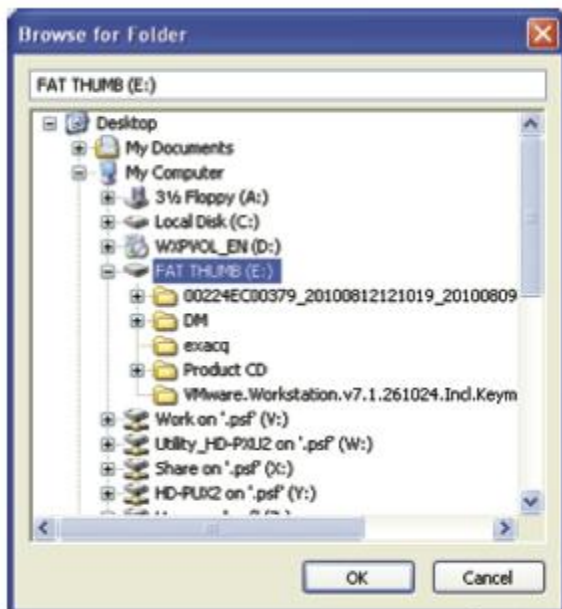 Browse for Folder
FAT THUMB (E:)
Desktop
My Documents
My Computer
3½ Floppy (A:)
Local Disk (C:)
WXPVOL_EN (D:)
FAT THUMB (E:)
00224EC00379_20100812121019_20100809
DM
exacq
Product CD
VMware.Workstation.v7.1.261024.Incl.Keym
Work on '.psf' (V:)
Utility_HD-PXU2 on '.psf' (W:)
Share on '.psf' (X:)
HD-PUX2 on '.psf' (Y:)
OK
Cancel